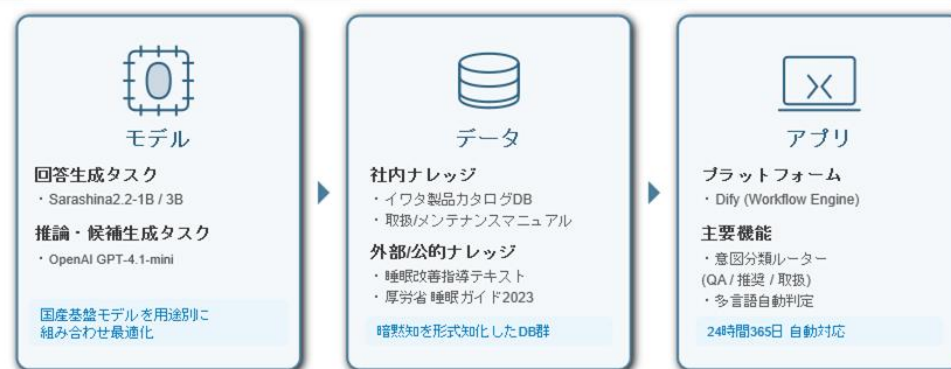 モデル
回答生成タスク
・Sarashina2.2-1B / 3B
推論・候補生成タスク
・OpenAI GPT-4.1-mini
国産基盤モデルを用途別に
組み合わせ最適化
データ
社内ナレッジ
・イワタ製品カタログDB
・取扱/メンテナンスマニュアル
外部/公的ナレッジ
・睡眠改善指導テキスト
・厚労省 睡眠ガイド2023
暗黙知を形式知化したDB群
アプリ
プラットフォーム
・Dify (Workflow Engine)
主要機能
・意図分類ルーター
(QA / 推奨 / 取扱)
・多言語自動判定
24時間365日 自動対応